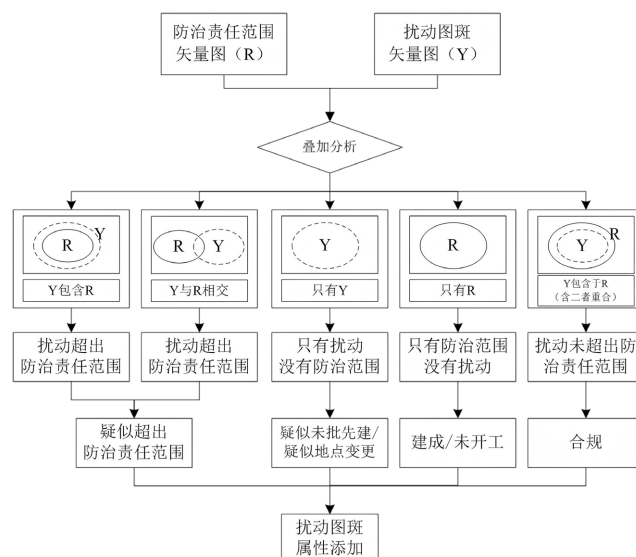 防治责任范围
矢量图（R）
扰动图斑
矢量图（Y）
叠加分析
R
Y
R
Y
Y
R
Y
R
Y包含R
Y与R相交
只有Y
只有R
Y包含于R
（含二者重合）
扰动超出
防治责任范围
扰动超出
防治责任范围
只有扰动
没有防治范围
只有防治范围
没有扰动
扰动未超出防
治责任范围
疑似超出
防治责任范围
疑似未批先建/
疑似地点变更
建成/未开工
合规
扰动图斑
属性添加